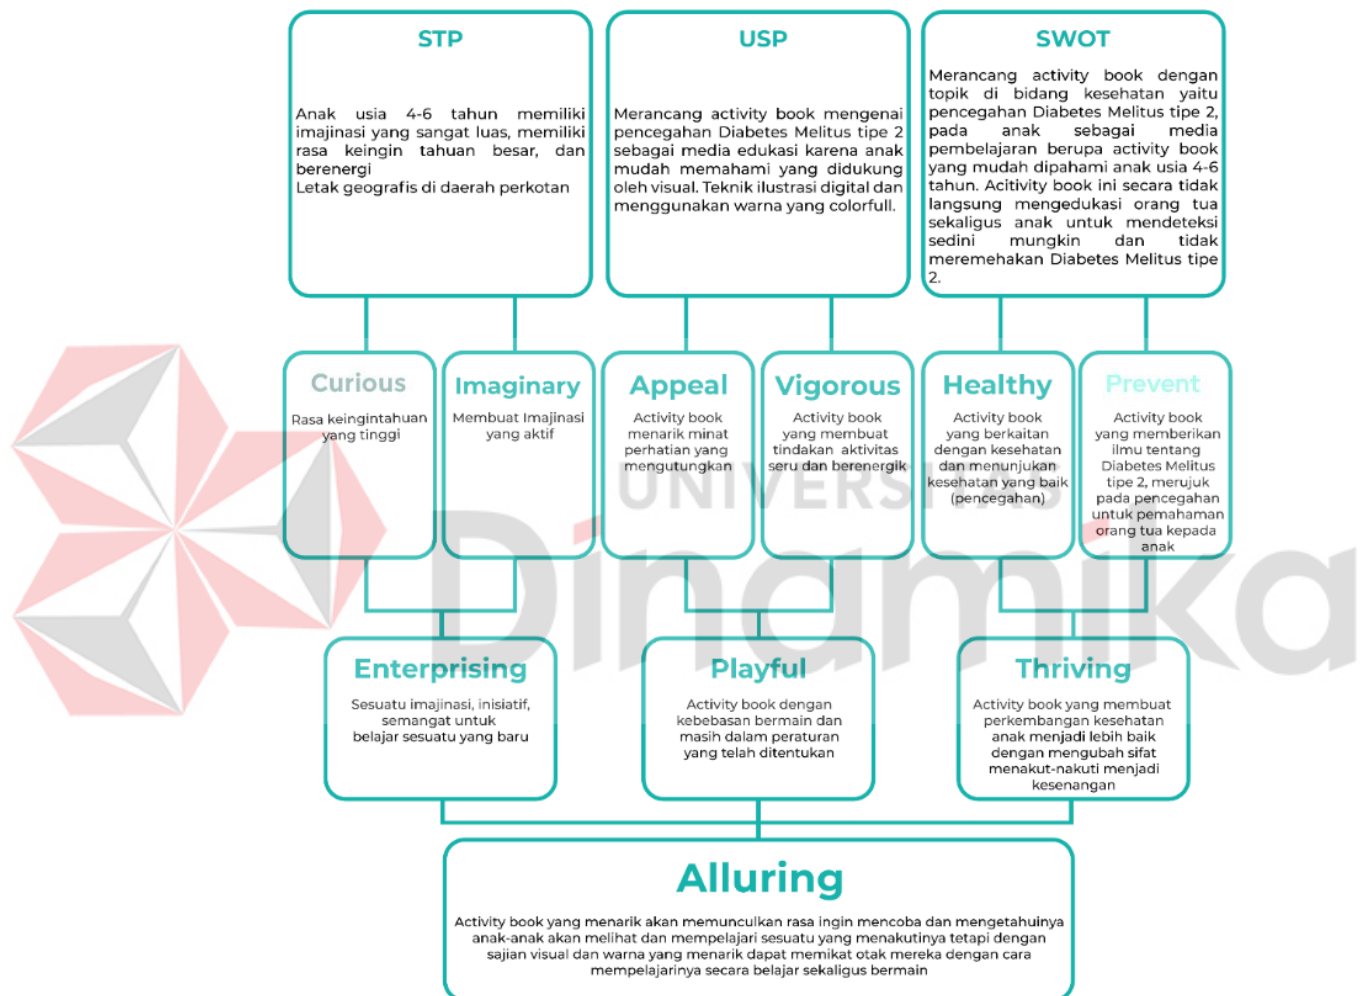 STP
Anak usia 4-6 tahun memiliki
imajinasi yang sangat luas, memiliki
rasa keingin tahuan besar, dan
berenergi
Letak geografis di daerah perkotan
USP
Merancang activity book mengenai
pencegahan Diabetes Melitus tipe 2
sebagai media edukasi karena anak
mudah memahami yang didukung
oleh visual. Teknik ilustrasi digital dan
menggunakan warna yang colorfull.
SWOT
Merancang activity book dengan
topik di bidang kesehatan yaitu
pencegahan Diabetes Melitus tipe 2,
pada anak sebagai media
pembelajaran berupa activity book
yang mudah dipahami anak usia 4-6
tahun. Acitivity book ini secara tidak
langsung mengedukasi orang tua
sekaligus anak untuk mendeteksi
sedini mungkin dan tidak
meremehakan Diabetes Melitus tipe
2.
Curious
Rasa keingintahuan
yang tinggi
Imaginary
Membuat Imajinasi
yang aktif
Appeal
Activity book
menarik minat
perhatian yang
mengutungkan
Vigorous
Activity book
yang membuat
tindakan aktivitas
seru dan berenergik
Healthy
Activity book
yang berkaitan
dengan kesehatan
dan menunjukan
kesehatan yang baik
(pencegahan)
Prevent
Activity book
yang memberikan
ilmu tentang
Diabetes Melitus
tipe 2, merujuk
pada pencegahan
untuk pemahaman
orang tua kepada
anak
UNIVERSITAS
Dinamika
Enterprising
Sesuatu imajinasi, inisiatif,
semangat untuk
belajar sesuatu yang baru
Playful
Activity book dengan
kebebasan bermain dan
masih dalam peraturan
yang telah ditentukan
Thriving
Activity book yang membuat
perkembangan kesehatan
anak menjadi lebih baik
dengan mengubah sifat
menakut-nakuti menjadi
kesenangan
Alluring
Activity book yang menarik akan memunculkan rasa ingin mencoba dan mengetahuinya
anak-anak akan melihat dan mempelajari sesuatu yang menakutinya tetapi dengan
sajian visual dan warna yang menarik dapat memikat otak mereka dengan cara
mempelajarinya secara belajar sekaligus bermain